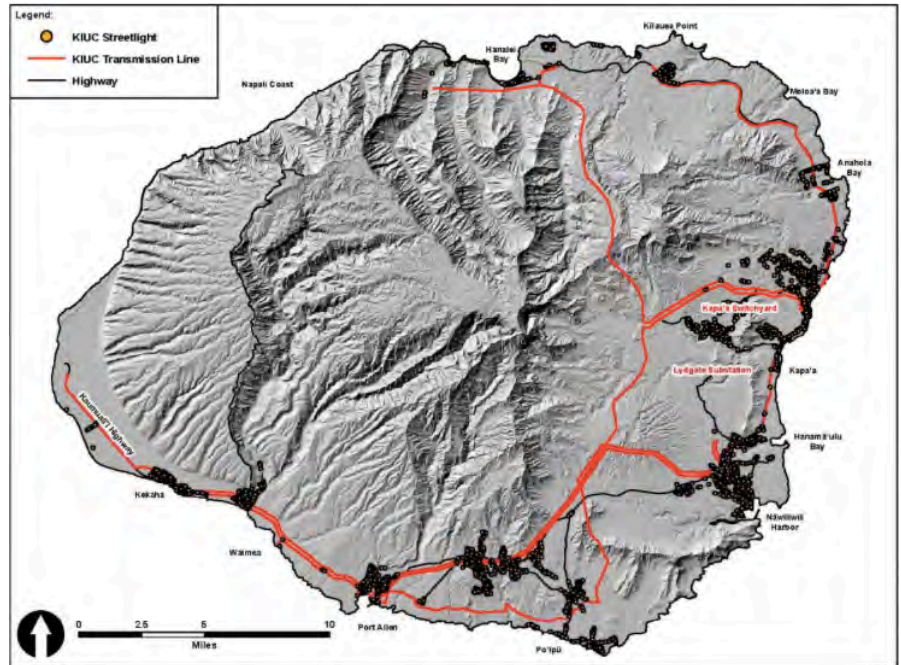 Legend:
KIUC Streetlight
KIUC Transmission Line
Highway
Kilauea Point
Hanalei
Bay
Napali Coast
Moloa'a Bay
Anahola
Bay
Kapa'a Switchyard
Lydgate Substation
Kapa'a
Kaumuali'i Highway
Hanama'ulu
Bay
Kekaha
Nāwiliwili
Harbor
Waimea
Port Allen
Po'ipū
0 2.5 5 10
Miles